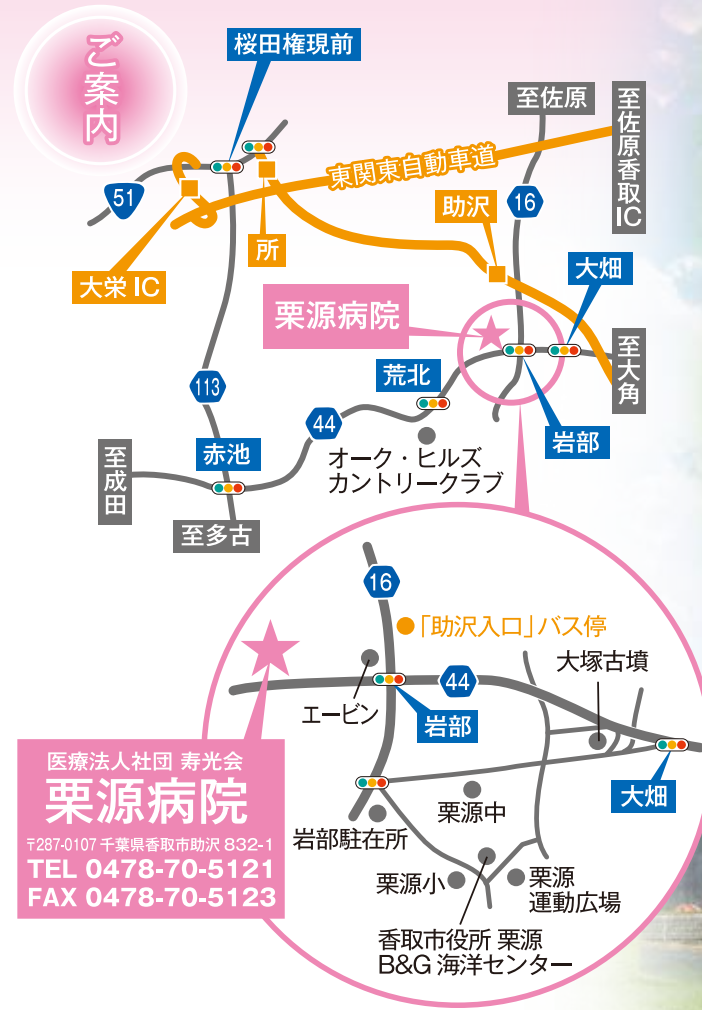 ご案内
桜田権現前
至佐原
至佐原香取IC
51
東関東自動車道
16
助沢
所
大栄 IC
大畑
栗源病院
至大角
荒北
113
44
岩部
赤池
オーク・ヒルズ
カントリークラブ
至成田
至多古
16
「助沢入口」バス停
大塚古墳
44
エービン
岩部
大畑
医療法人社団 寿光会
栗源病院
〒287-0107 千葉県香取市助沢 832-1
TEL 0478-70-5121
FAX 0478-70-5123
栗源中
岩部駐在所
栗源小
栗源
運動広場
香取市役所 栗源
B&G 海洋センター